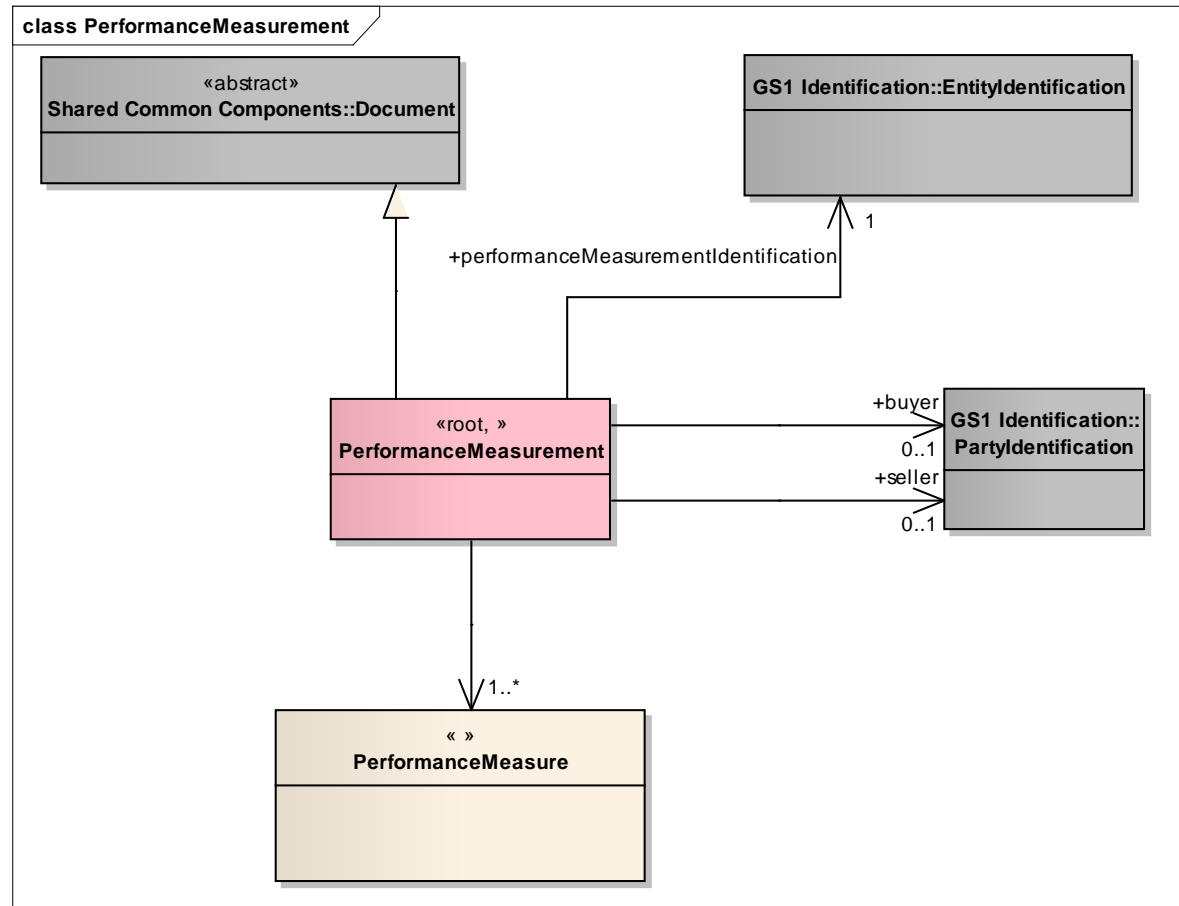 class PerformanceMeasurement
«abstract»
Shared Common Components::Document
GS1 Identification::EntityIdentification
1
+performanceMeasurementIdentification
«root, »
PerformanceMeasurement
+buyer
0..1
+seller
0..1
GS1 Identification::
PartyIdentification
1..*
« »
PerformanceMeasure